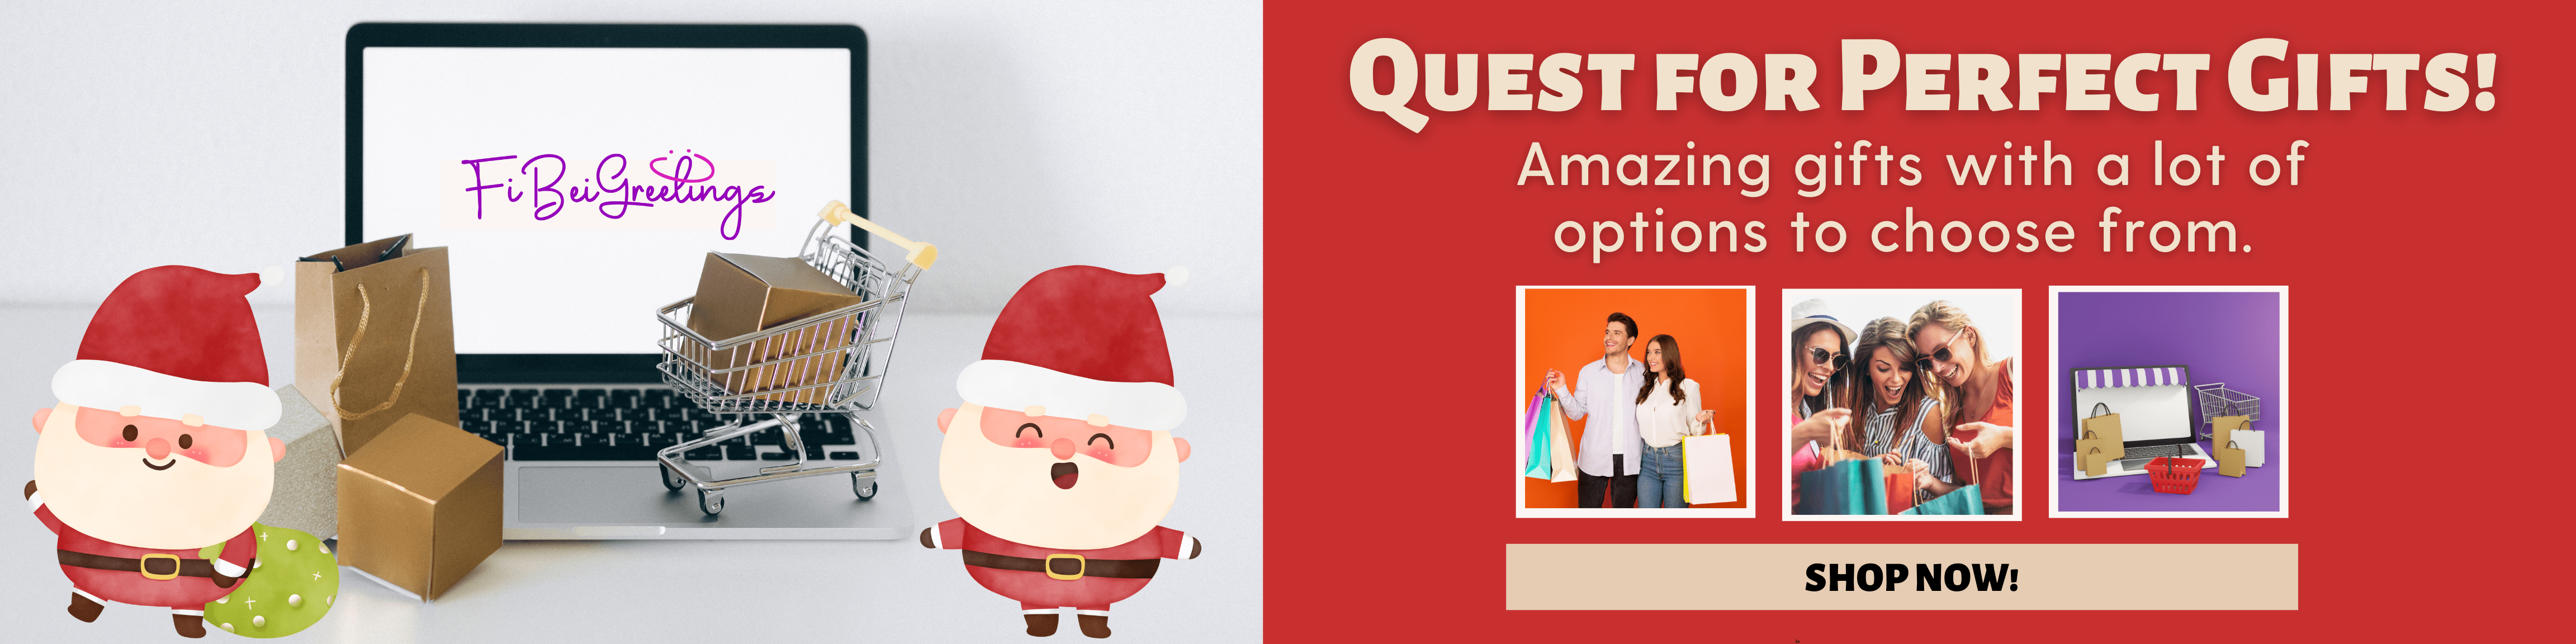 FiBeiGreetings
Quest for Perfect Gifts!
Amazing gifts with a lot of
options to choose from.
SHOP NOW!